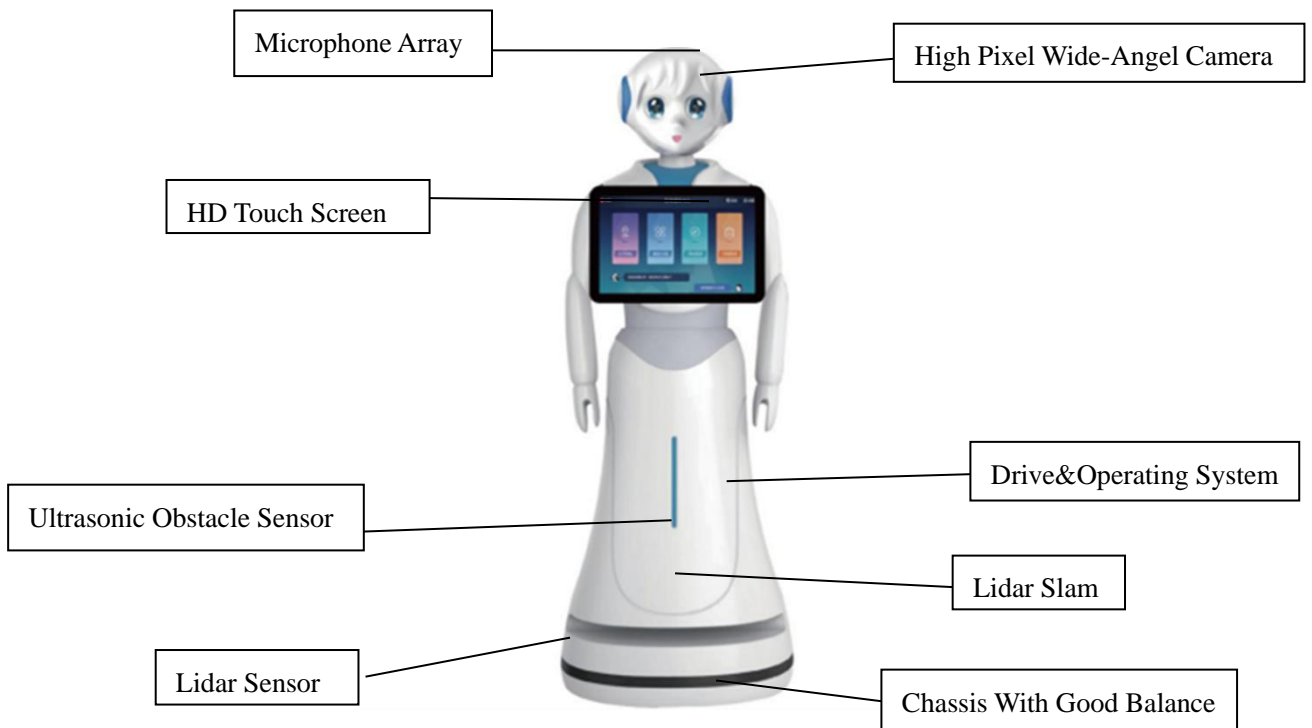 Microphone Array
High Pixel Wide-Angel Camera
HD Touch Screen
Drive&Operating System
Ultrasonic Obstacle Sensor
Lidar Slam
Lidar Sensor
Chassis With Good Balance